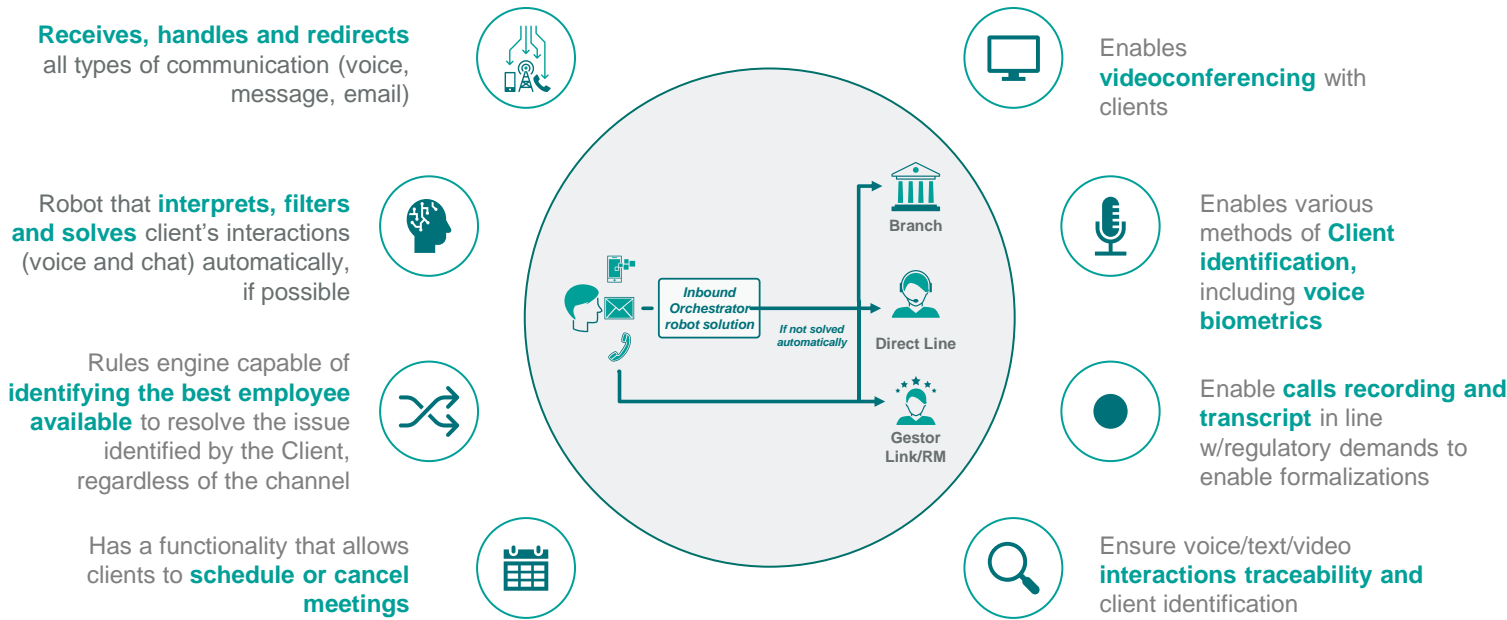 Receives, handles and redirects
all types of communication (voice,
message, email)
Robot that interprets, filters
and solves client’s interactions
(voice and chat) automatically,
if possible
Rules engine capable of
identifying the best employee
available to resolve the issue
identified by the Client,
regardless of the channel
Has a functionality that allows
clients to schedule or cancel
meetings
Inbound
Orchestrator
robot solution
If not solved
automatically
Branch
Direct Line
Gestor
Link/RM
Enables
videoconferencing with
clients
Enables various
methods of Client
identification,
including voice
biometrics
Enable calls recording and
transcript in line
w/regulatory demands to
enable formalizations
Ensure voice/text/video
interactions traceability and
client identification